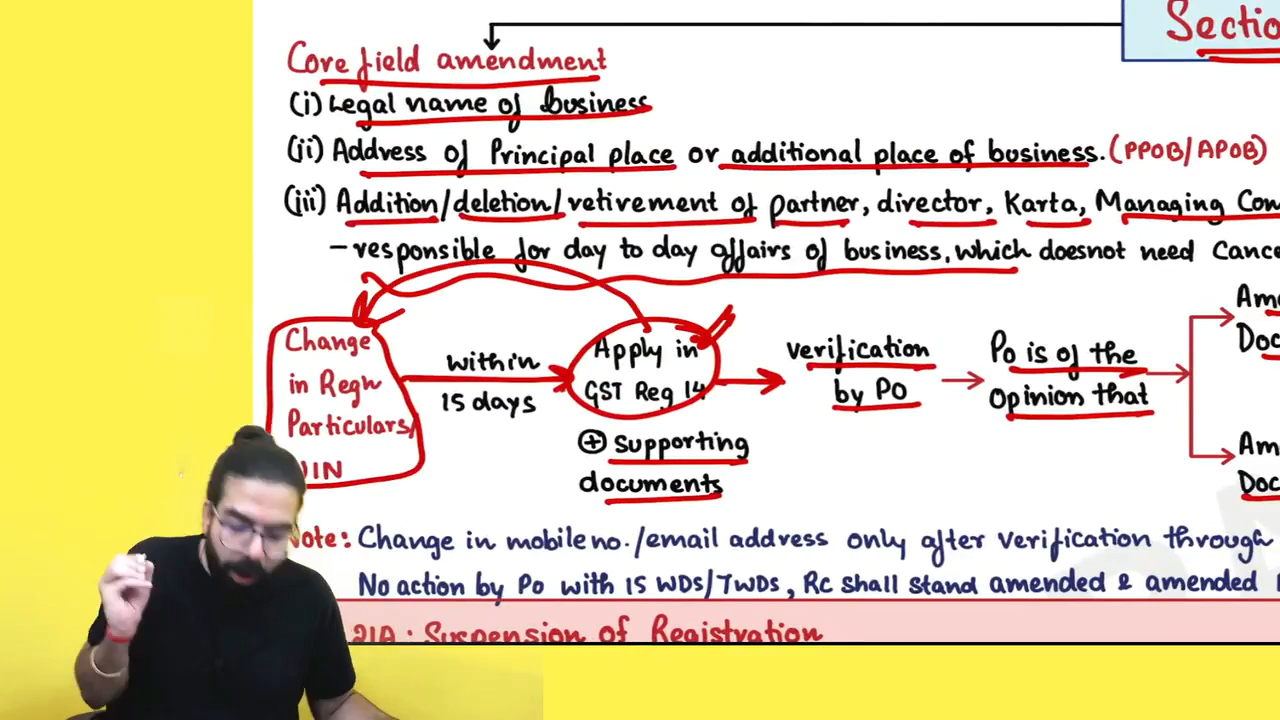 Sectio
Core field amendment
(i) Legal name of business
(ii) Address of Principal place or additional place of business. (PPOB/APOB)
(iii) Addition/deletion/retirement of partner, director, Karta, Managing Com
- responsible for day to day affairs of business, which doesnot need Cance
Change
in Regn
Particulars/
UIN
within
15 days
Apply in
GST Reg 14
⊕ Supporting
documents
verification
by PO
Po is of the
Opinion that
Am
Doc
Am
Doc
Note: Change in mobile no./email address only after verification through
No action by Po with 15 WDs/7WDs, Rc shall stand amended & amended
21A: Suspension of Registration